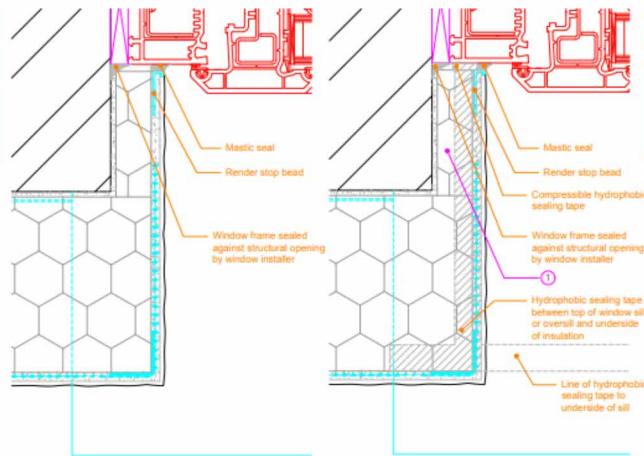 Mastic seal
Render stop bead
Window frame sealed
against structural opening
by window installer
Mastic seal
Render stop bead
Compressible hydrophobic
sealing tape
Window frame sealed
against structural opening
by window installer
1
Hydrophobic sealing tape
between top of window sill
or oversill and underside
of insulation
Line of hydrophobic
sealing tape to
underside of sill